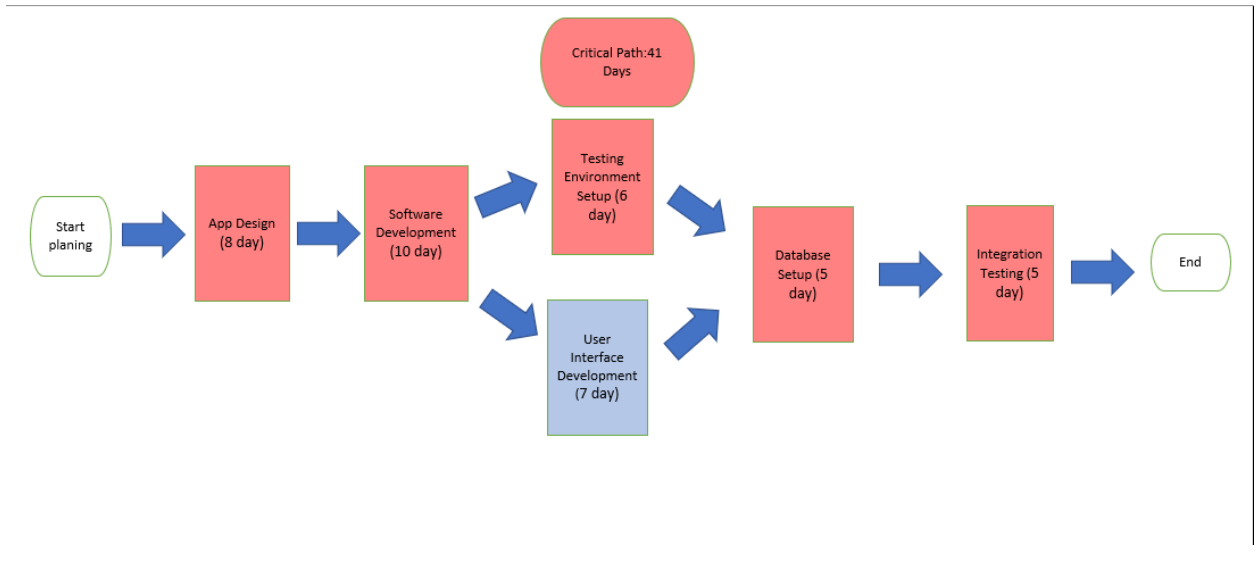 Critical Path:41
Days
Start
planing
App Design
(8 day)
Software
Development
(10 day)
Testing
Environment
Setup (6
day)
User
Interface
Development
(7 day)
Database
Setup (5
day)
Integration
Testing (5
day)
End